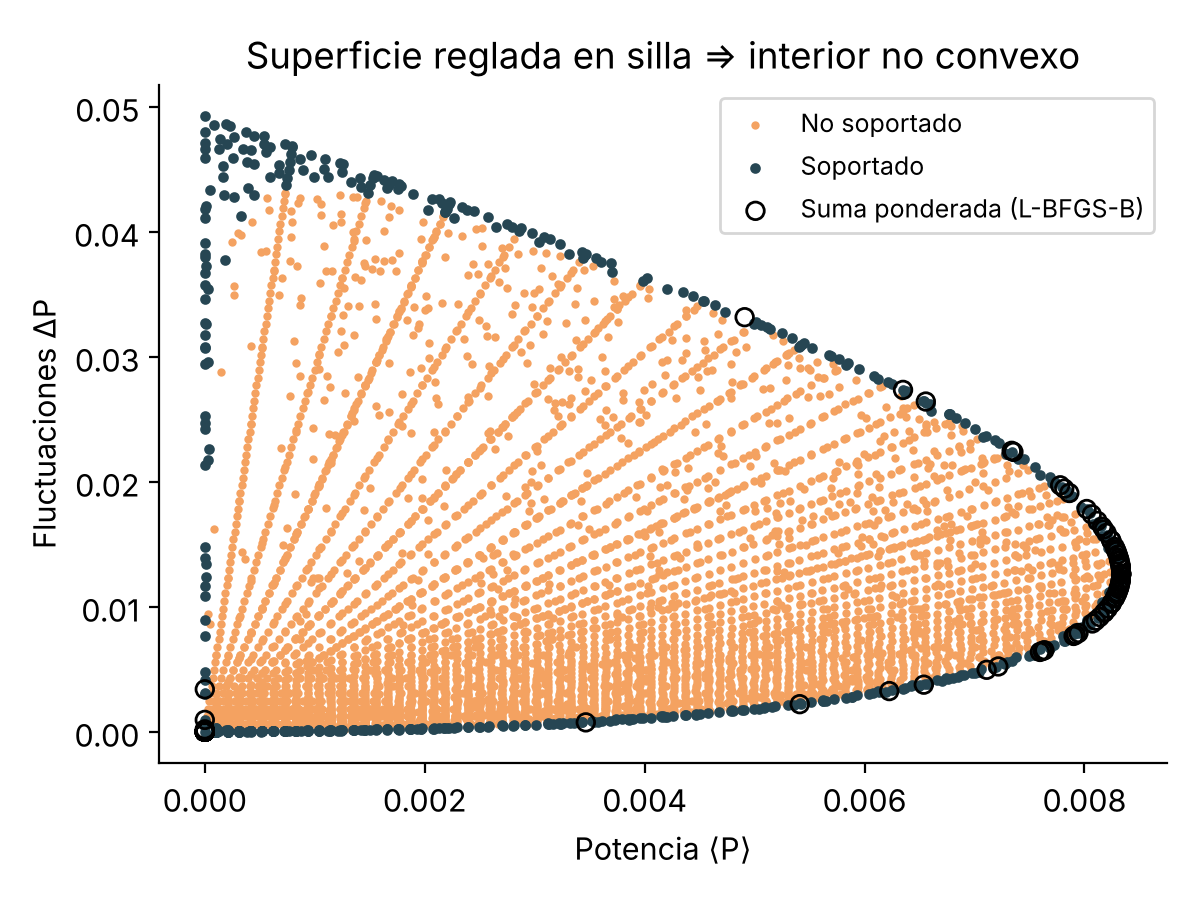 Superficie reglada en silla ⇒ interior no convexo
No soportado
Soportado
Suma ponderada (L-BFGS-B)
Fluctuaciones ΔP
0.05
0.04
0.03
0.02
0.01
0.00
0.000 0.002 0.004 0.006 0.008
Potencia ⟨P⟩